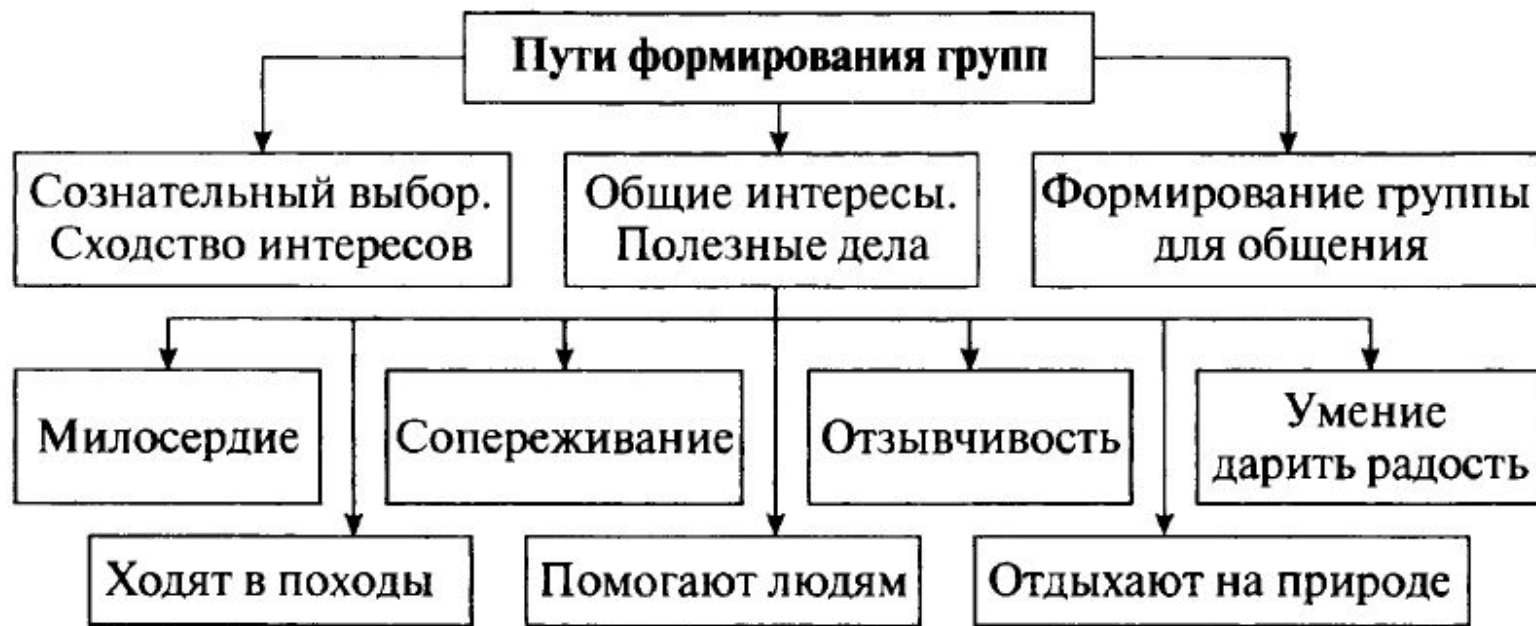 Пути формирования групп
Сознательный выбор.
Сходство интересов
Общие интересы.
Полезные дела
Формирование группы
для общения
Милосердие
Сопереживание
Отзывчивость
Умение
дарить радость
Ходят в походы
Помогают людям
Отдыхают на природе